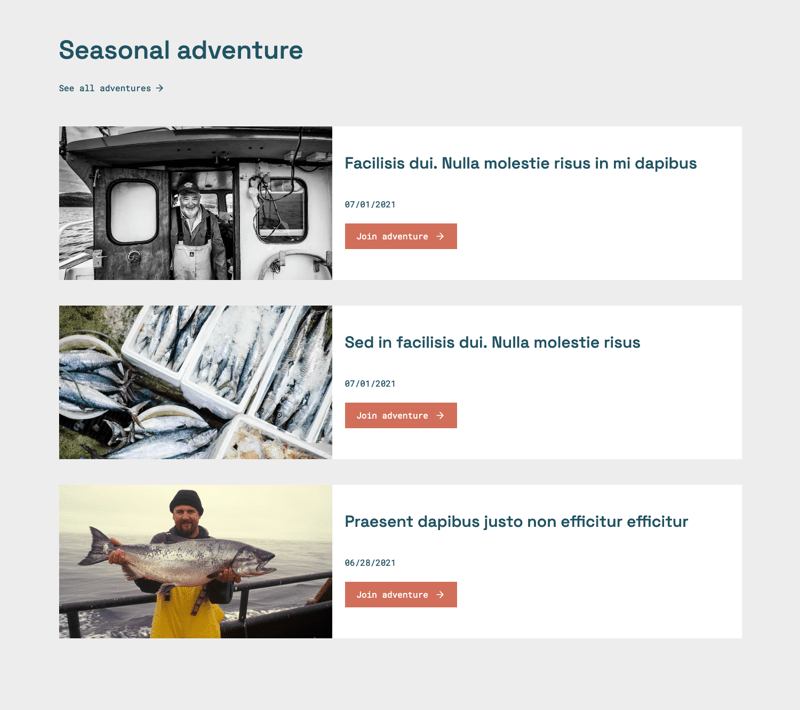 Seasonal adventure
See all adventures →
Facilisis dui. Nulla molestie risus in mi dapibus
07/01/2021
Join adventure →
Sed in facilisis dui. Nulla molestie risus
07/01/2021
Join adventure →
Praesent dapibus justo non efficitur efficitur
06/28/2021
Join adventure →